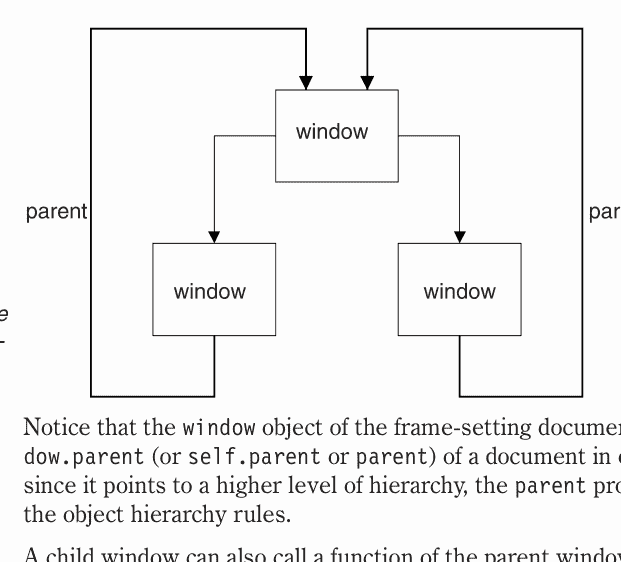 window
parent
par
window
window
e
-
Notice that the window object of the frame-setting documen
dow.parent (or self.parent or parent) of a document in
since it points to a higher level of hierarchy, the parent pro
the object hierarchy rules.
A child window can also call a function of the parent window